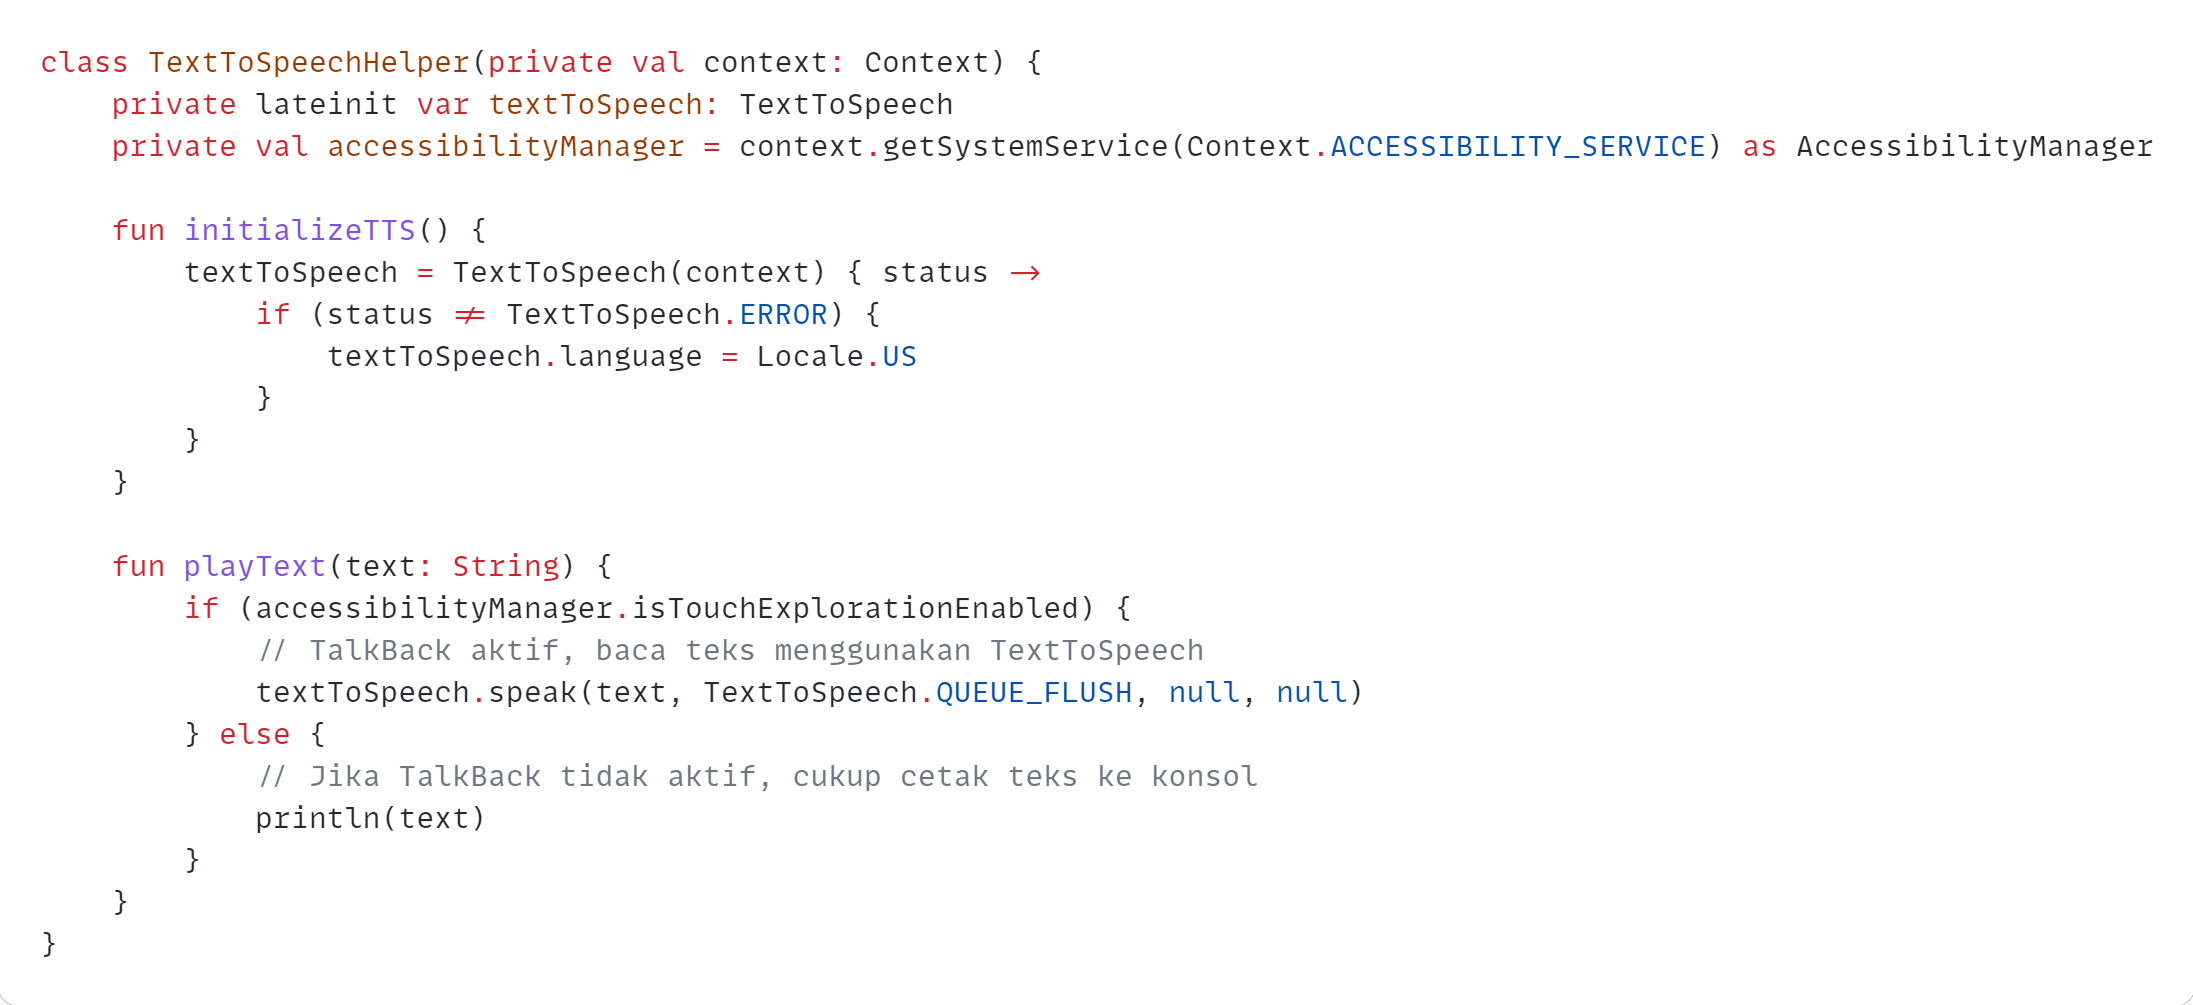 class TextToSpeechHelper(private val context: Context) {
    private lateinit var textToSpeech: TextToSpeech
    private val accessibilityManager = context.getSystemService(Context.ACCESSIBILITY_SERVICE) as AccessibilityManager

    fun initializeTTS() {
        textToSpeech = TextToSpeech(context) { status ->
            if (status != TextToSpeech.ERROR) {
                textToSpeech.language = Locale.US
            }
        }
    }

    fun playText(text: String) {
        if (accessibilityManager.isTouchExplorationEnabled) {
            // TalkBack aktif, baca teks menggunakan TextToSpeech
            textToSpeech.speak(text, TextToSpeech.QUEUE_FLUSH, null, null)
        } else {
            // Jika TalkBack tidak aktif, cukup cetak teks ke konsol
            println(text)
        }
    }
}